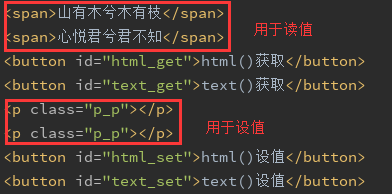 <span>山有木兮木有枝</span>
<span>心悦君兮君不知</span>
用于读值
<button id="html_get">html()获取</button>
<button id="text_get">text()获取</button>
<p class="p_p"></p>
<p class="p_p"></p>
用于设值
<button id="html_set">html()设值</button>
<button id="text_set">text()设值</button>